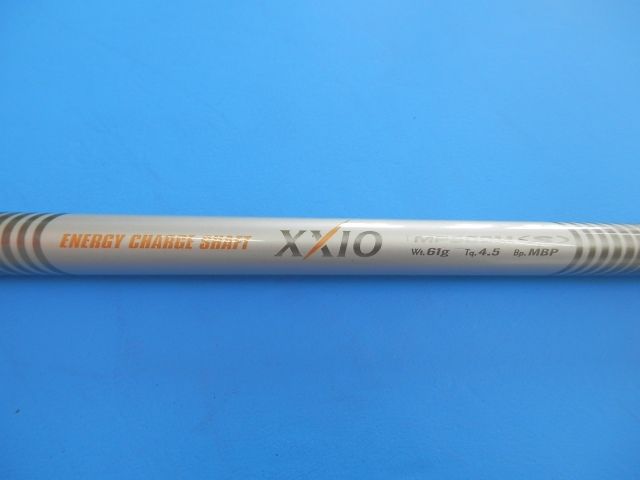 ENERGY CHARGE SHAFT XXIO
Wt.61g Tq.4.5 Bp.MBP